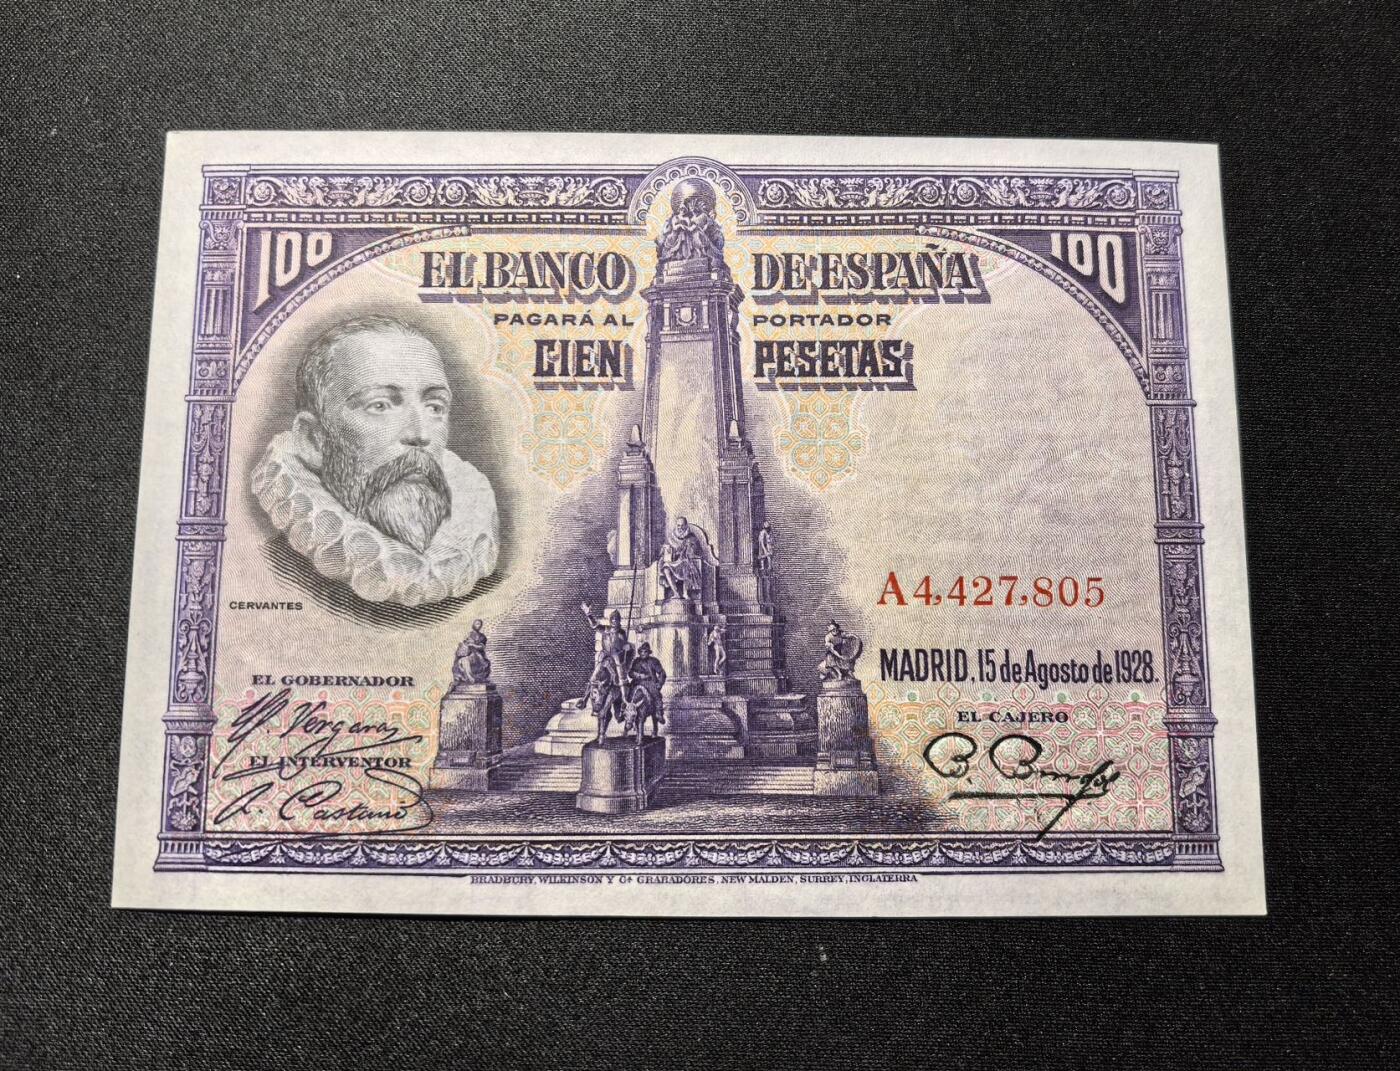 100 100
EL BANCO DE ESPAÑA
PAGARÁ AL PORTADOR
CIEN PESETAS
CERVANTES
A4,427,805
MADRID. 15 de Agosto de 1928.
EL GOBERNADOR
EL CAJERO
Vergara
EL INTERVENTOR
BRADBURY, WILKINSON Y Cª GRABADORES, NEW MALDEN, SURREY, INGLATERRA